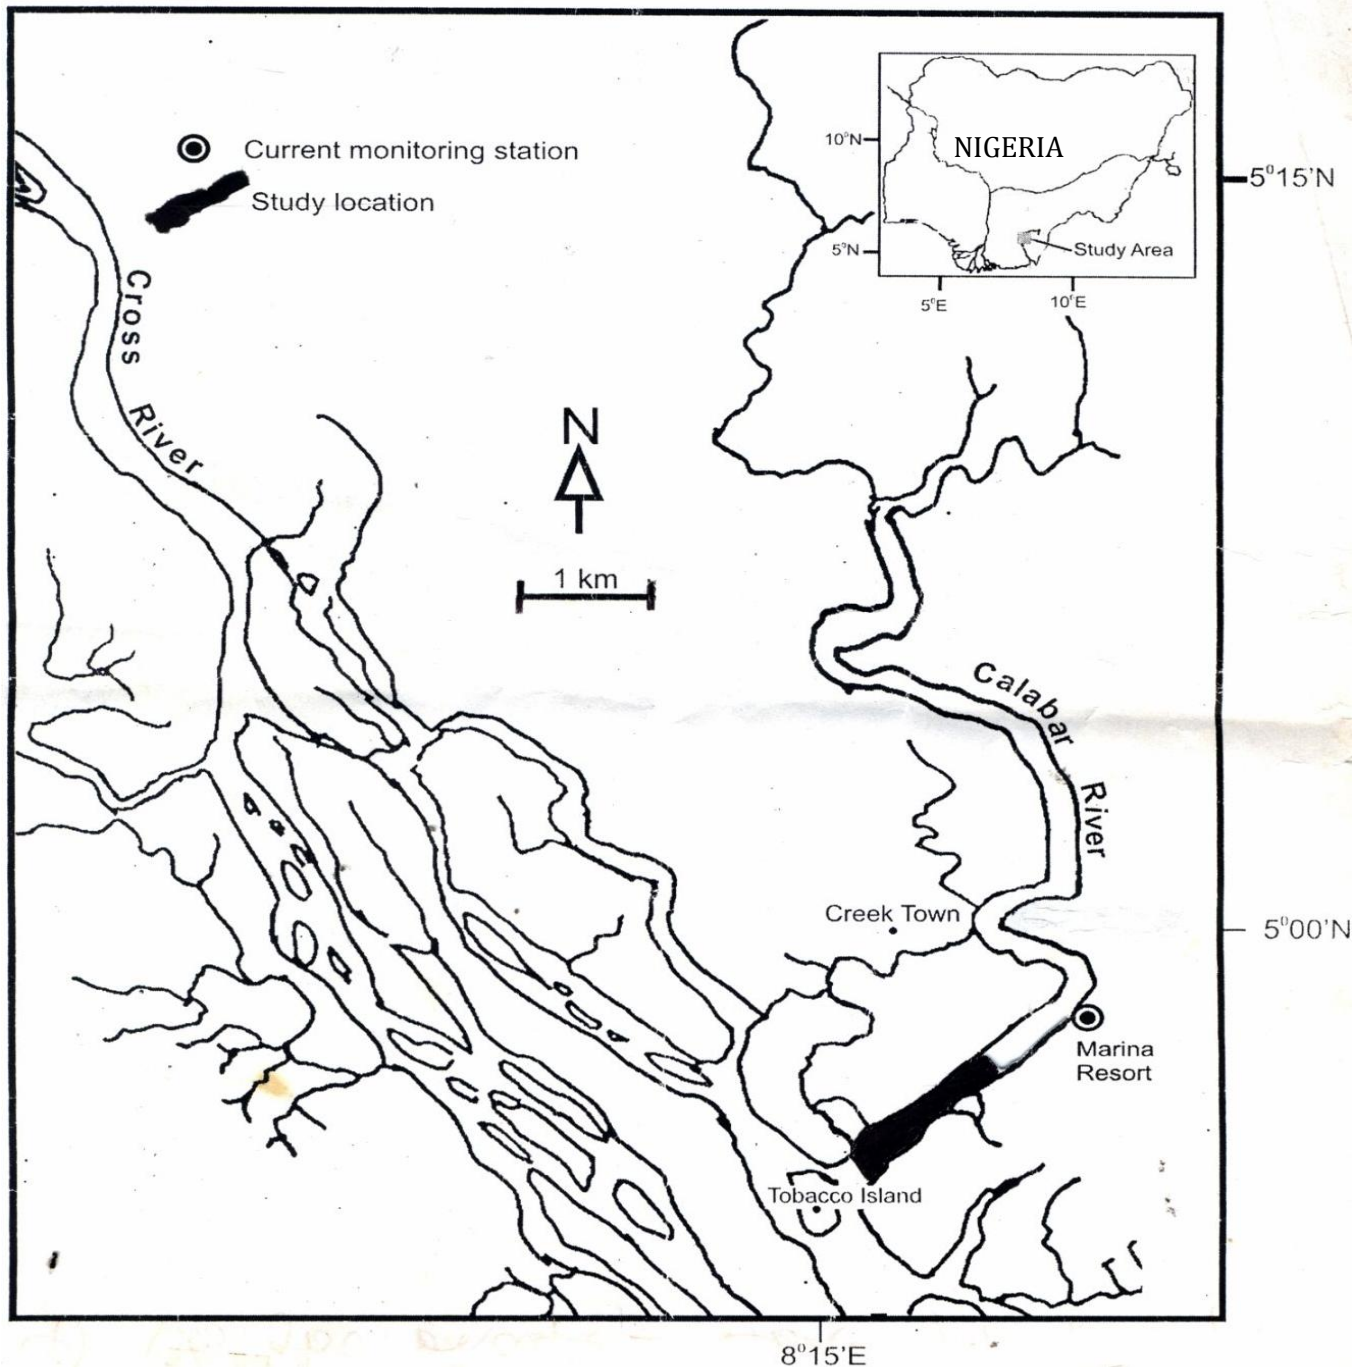 Current monitoring station
Study location
NIGERIA
10°N
5°N
Study Area
5°E
10°E
5°15'N
Cross
River
N
1 km
Calabar
River
Creek Town
5°00'N
Marina
Resort
Tobacco Island
8°15'E